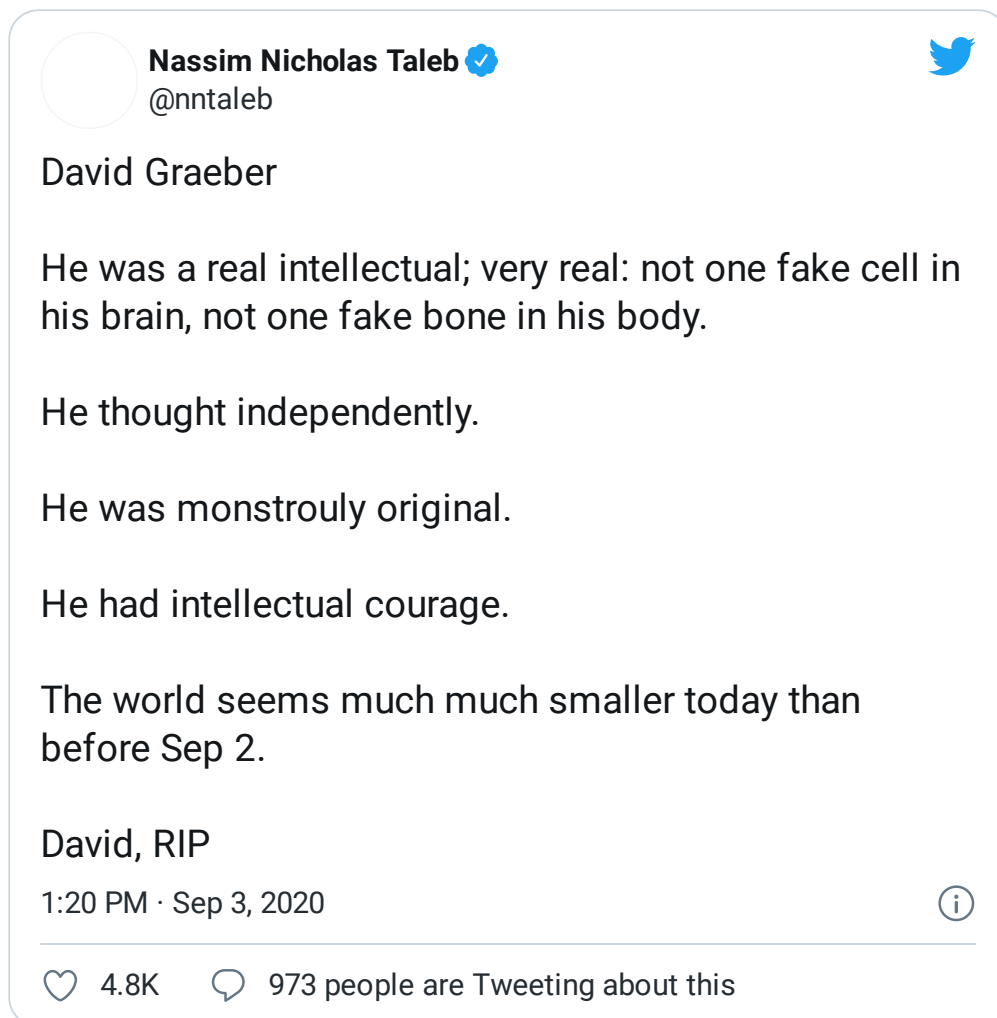 Nassim Nicholas Taleb
@nntaleb
David Graeber
He was a real intellectual; very real: not one fake cell in
his brain, not one fake bone in his body.
He thought independently.
He was monstrouly original.
He had intellectual courage.
The world seems much much smaller today than
before Sep 2.
David, RIP
1:20 PM · Sep 3, 2020
4.8K 973 people are Tweeting about this